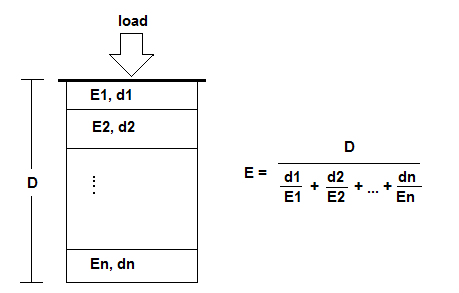 load
E1, d1
E2, d2
⋮
D
En, dn
E = D / (d1/E1 + d2/E2 + ... + dn/En)